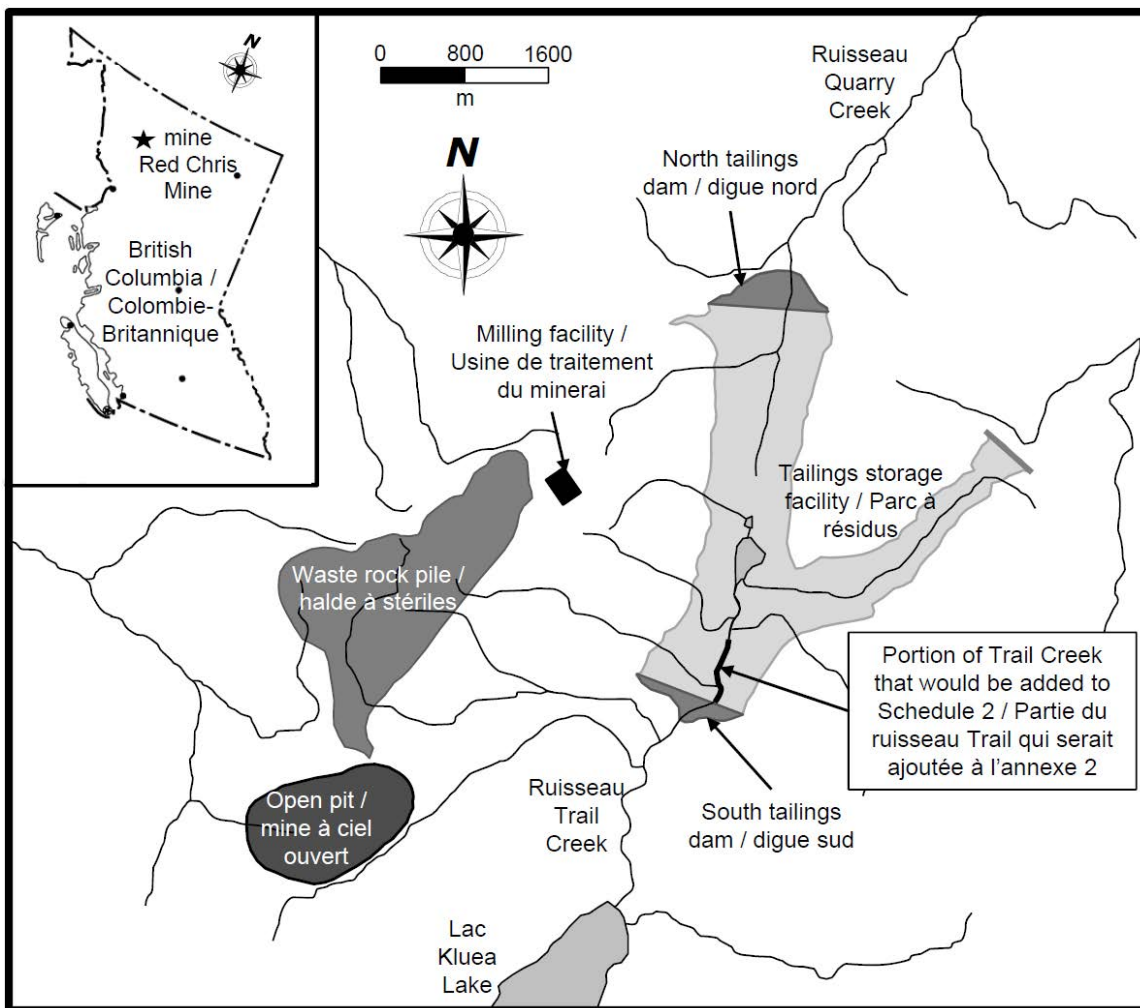 N
mine
Red Chris
Mine
British
Columbia /
Colombie-
Britannique
0 800 1600
m
N
Ruisseau
Quarry
Creek
North tailings
dam / digue nord
Milling facility /
Usine de traitement
du minerai
Tailings storage
facility / Parc à
résidus
Waste rock pile /
halde à stériles
Portion of Trail Creek
that would be added to
Schedule 2 / Partie du
ruisseau Trail qui serait
ajoutée à l'annexe 2
Open pit /
mine à ciel
ouvert
Ruisseau
Trail
Creek
South tailings
dam / digue sud
Lac
Kluea
Lake